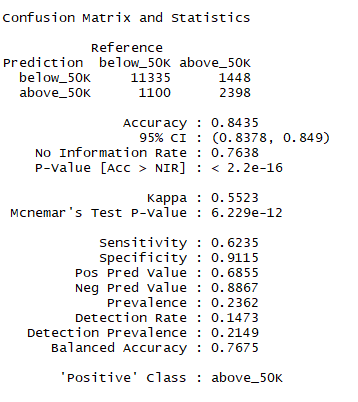 Confusion Matrix and Statistics
Reference
Prediction below_50K above_50K
below_50K 11335 1448
above_50K 1100 2398
Accuracy : 0.8435
95% CI : (0.8378, 0.849)
No Information Rate : 0.7638
P-Value [Acc > NIR] : < 2.2e-16
Kappa : 0.5523
Mcnemar's Test P-Value : 6.229e-12
Sensitivity : 0.6235
Specificity : 0.9115
Pos Pred Value : 0.6855
Neg Pred Value : 0.8867
Prevalence : 0.2362
Detection Rate : 0.1473
Detection Prevalence : 0.2149
Balanced Accuracy : 0.7675
'Positive' Class : above_50K